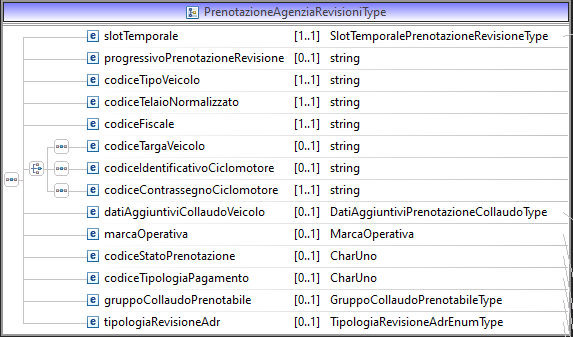 PrenotazioneAgenziaRevisioniType
e slotTemporale [1..1] SlotTemporalePrenotazioneRevisioneType
e progressivoPrenotazioneRevisione [0..1] string
e codiceTipoVeicolo [1..1] string
e codiceTelaioNormalizzato [1..1] string
e codiceFiscale [1..1] string
e codiceTargaVeicolo [0..1] string
e codiceIdentificativoCiclomotore [0..1] string
e codiceContrassegnoCiclomotore [1..1] string
e datiAggiuntiviCollaudoVeicolo [0..1] DatiAggiuntiviPrenotazioneCollaudoType
e marcaOperativa [0..1] MarcaOperativa
e codiceStatoPrenotazione [0..1] CharUno
e codiceTipologiaPagamento [0..1] CharUno
e gruppoCollaudoPrenotabile [0..1] GruppoCollaudoPrenotabileType
e tipologiaRevisioneAdr [0..1] TipologiaRevisioneAdrEnumType